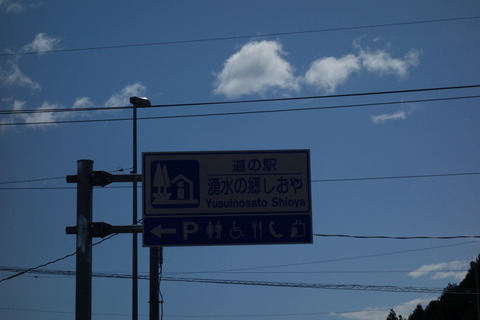 道の駅
湧水の郷しおや
Yusuinosato Shioya
P